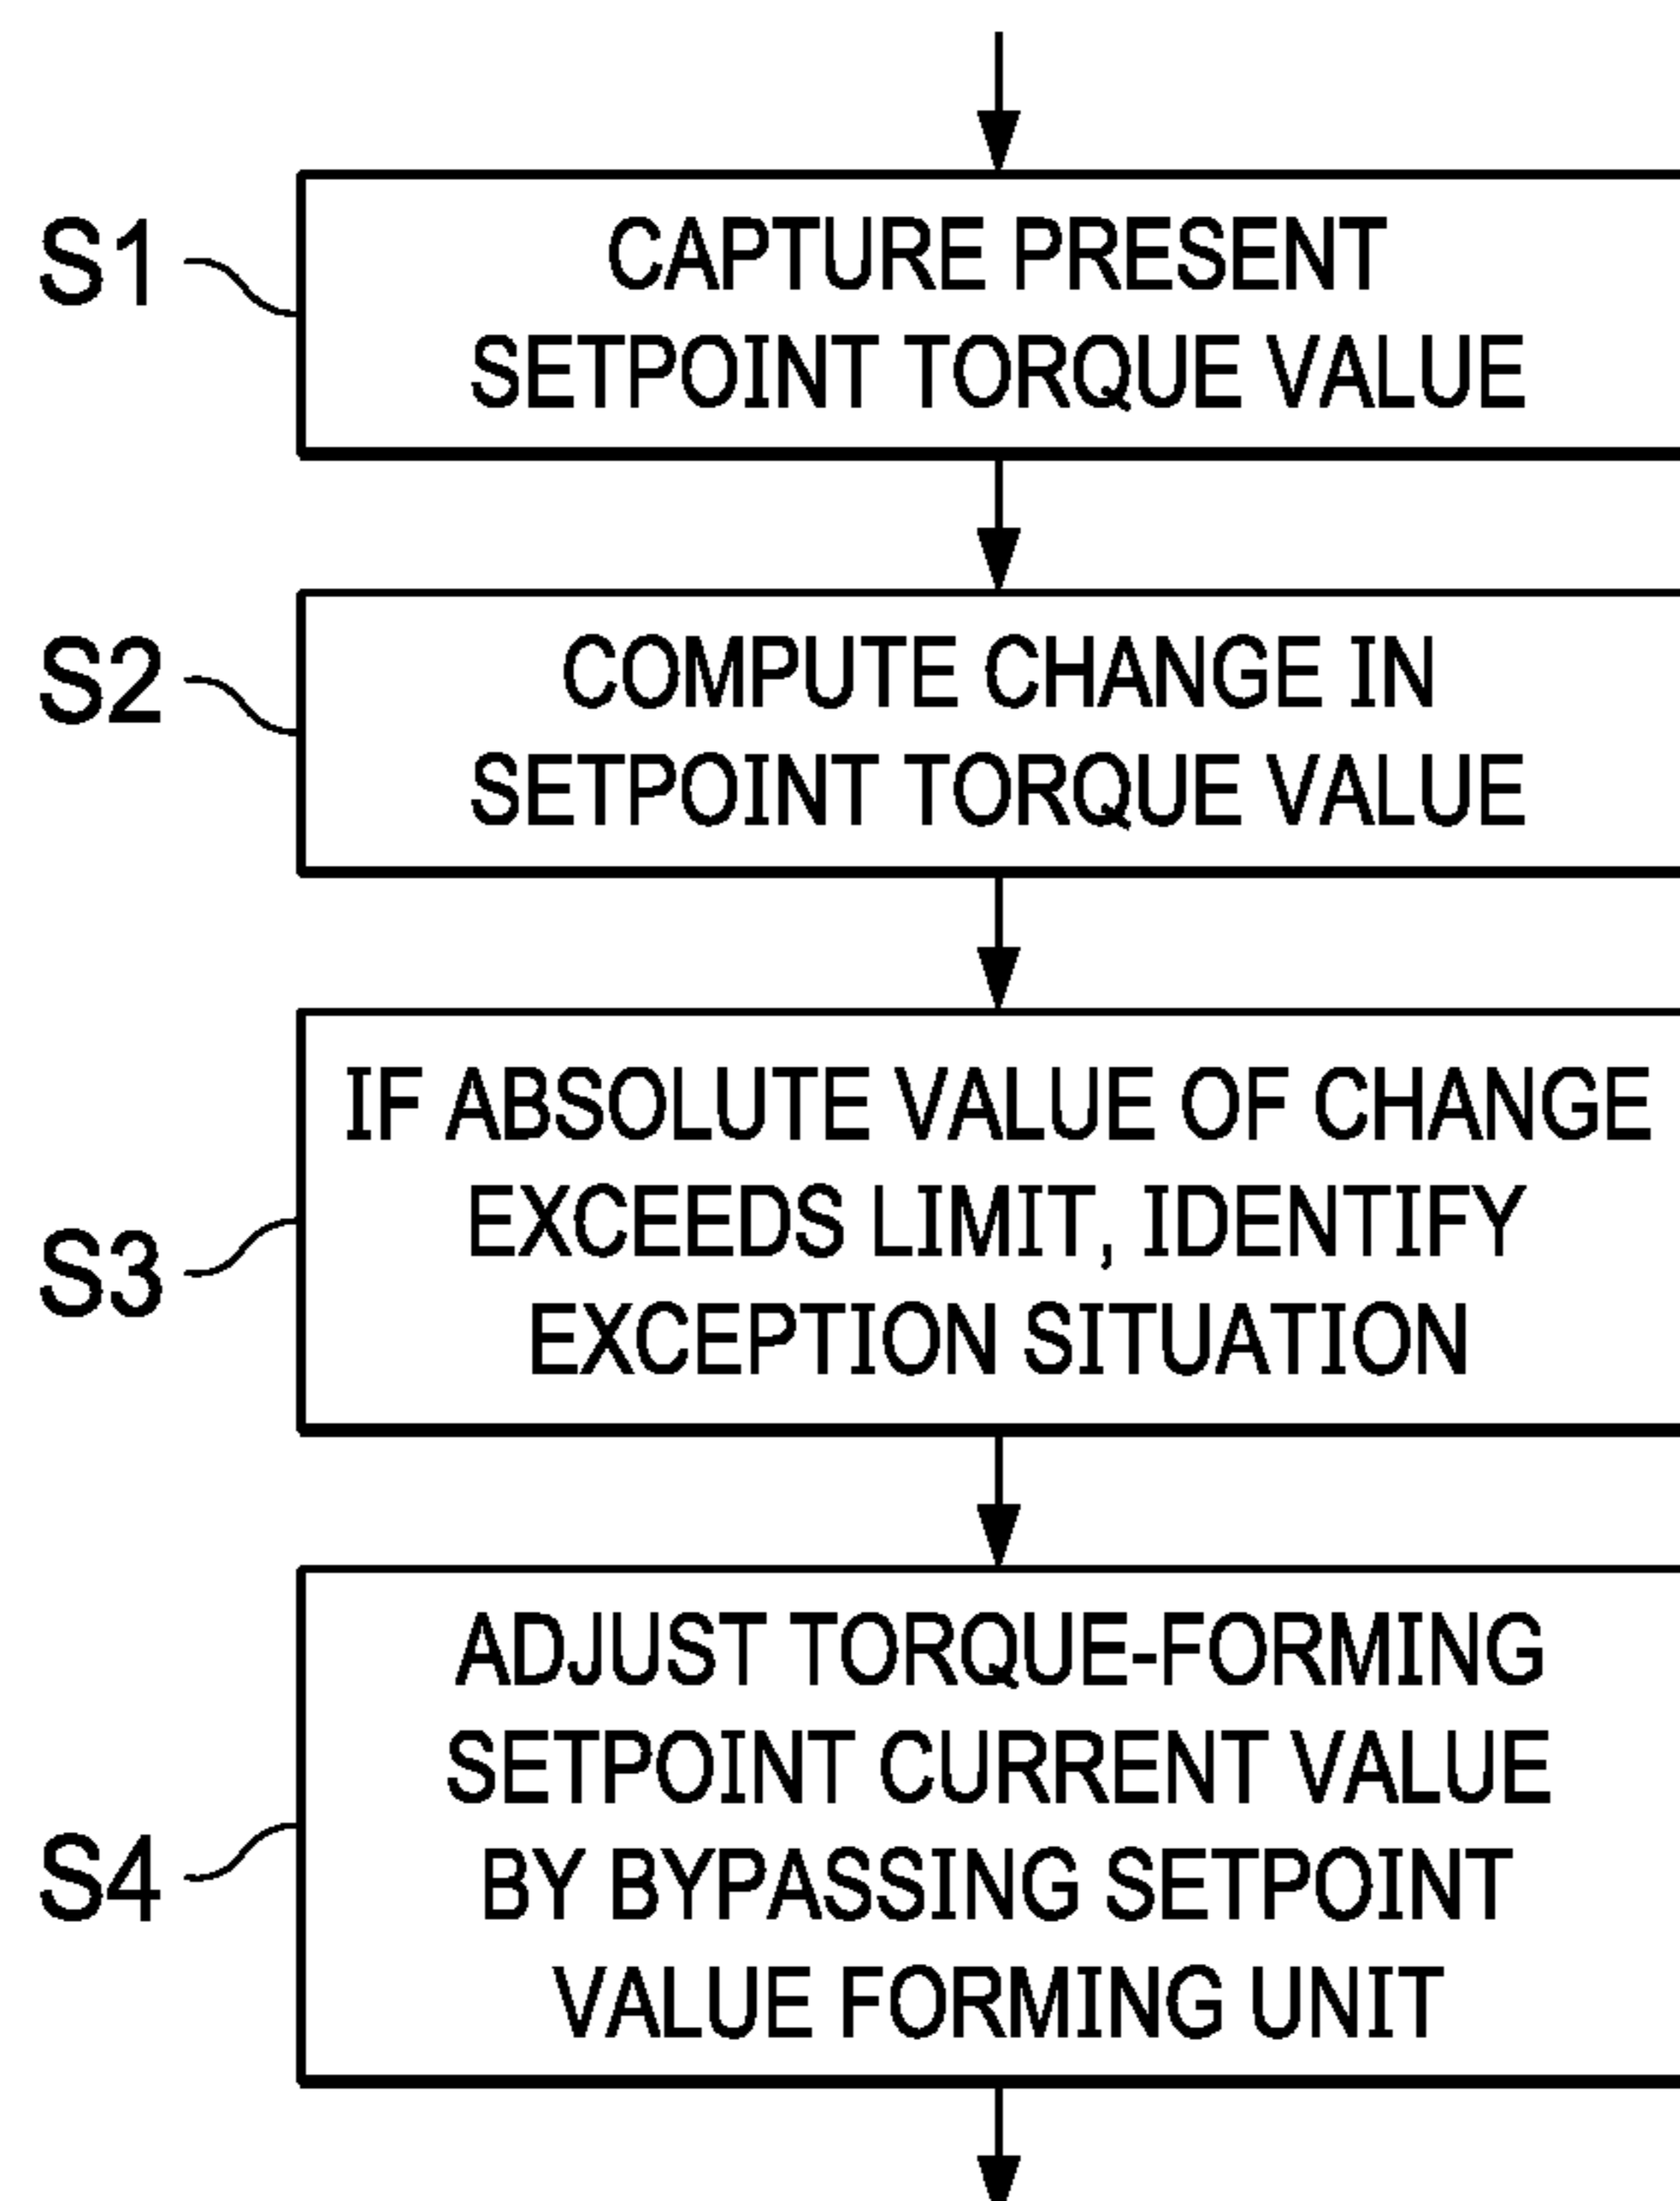 S1
CAPTURE PRESENT
SETPOINT TORQUE VALUE
S2
COMPUTE CHANGE IN
SETPOINT TORQUE VALUE
S3
IF ABSOLUTE VALUE OF CHANGE
EXCEEDS LIMIT, IDENTIFY
EXCEPTION SITUATION
S4
ADJUST TORQUE-FORMING
SETPOINT CURRENT VALUE
BY BYPASSING SETPOINT
VALUE FORMING UNIT